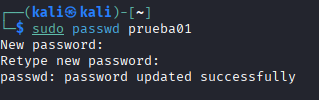 ┌──(kali㉿kali)-[~]
└─$ sudo passwd prueba01
New password:
Retype new password:
passwd: password updated successfully